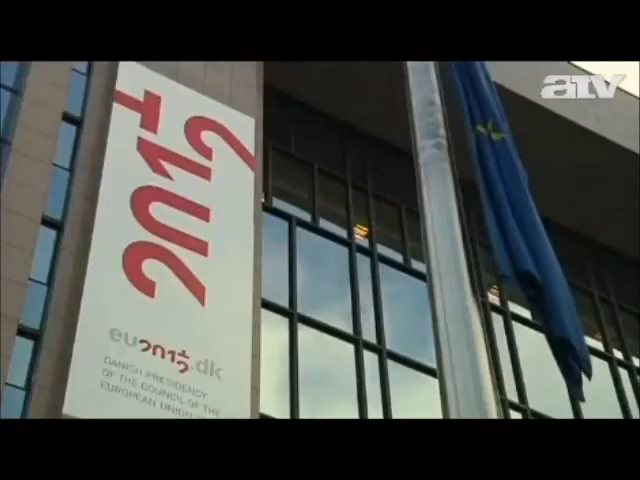 atv
2012
eu2012.dk
DANISH PRESIDENCY
OF THE COUNCIL OF THE
EUROPEAN UNION